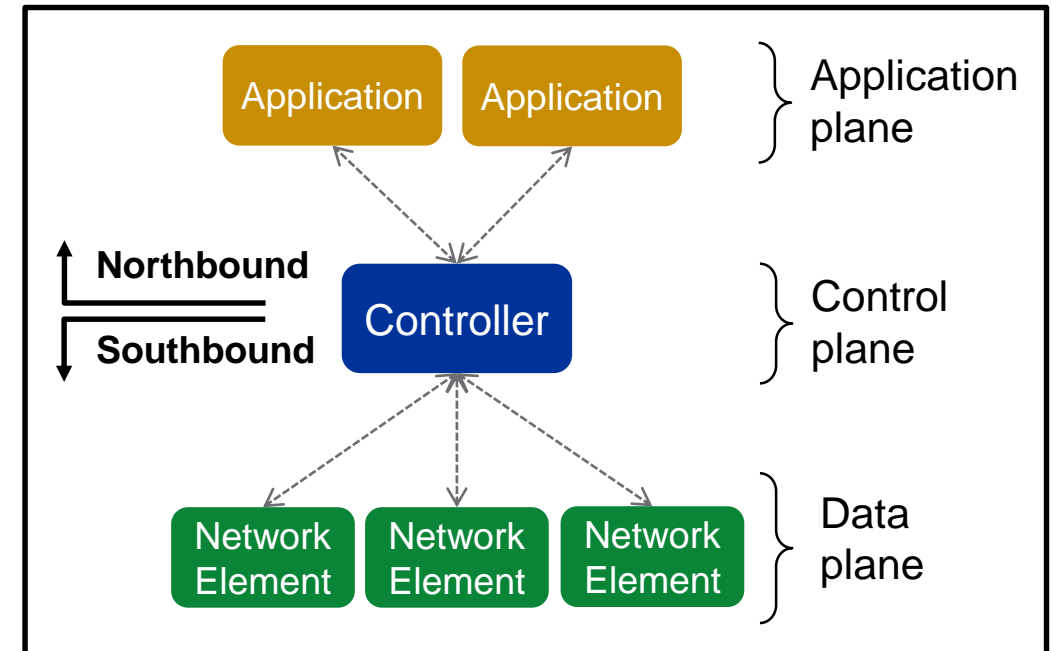 Application
Application
Application
plane
Northbound
Southbound
Controller
Control
plane
Network
Element
Network
Element
Network
Element
Data
plane